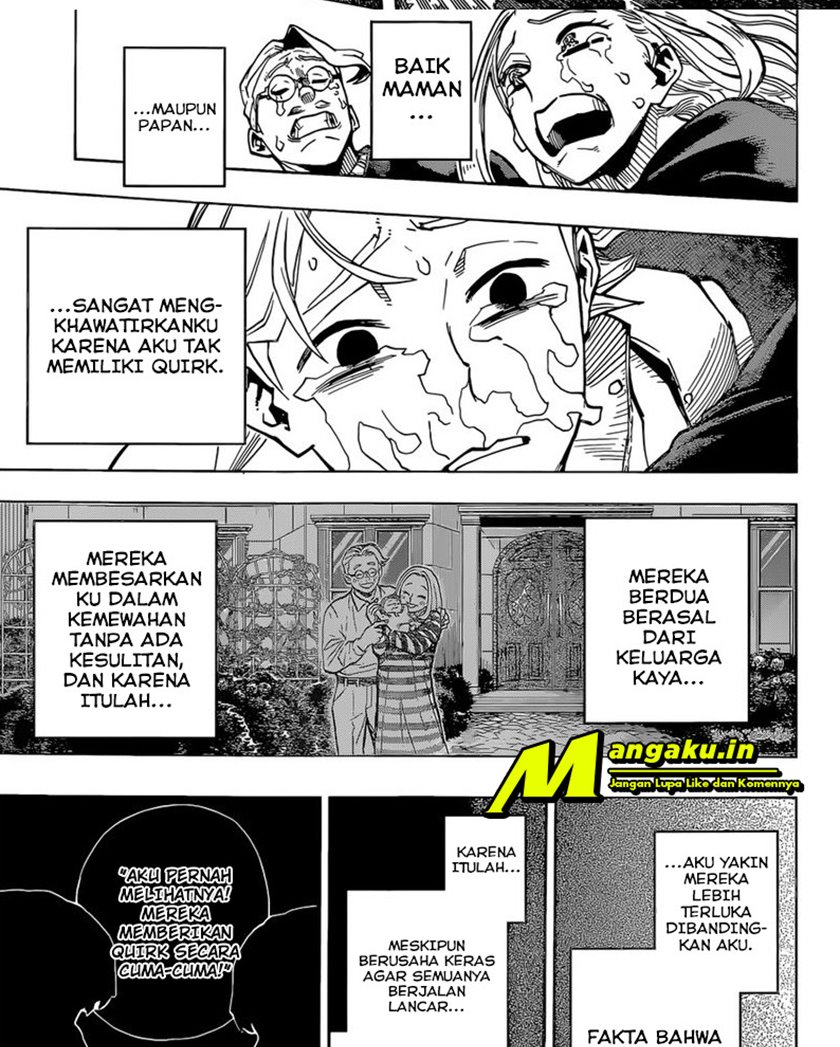 BAIK
MAMAN
...
...MAUPUN
PAPAN...
...SANGAT MENG-
KHAWATIRKANKU
KARENA AKU TAK
MEMILIKI QUIRK.
MEREKA
BERDUA
BERASAL
DARI
KELUARGA
KAYA...
MEREKA
MEMBESARKAN
KU DALAM
KEMEWAHAN
TANPA ADA
KESULITAN,
DAN KARENA
ITULAH...
Mangaku.in
Jangan Lupa Like dan Komennya
...AKU YAKIN
MEREKA
LEBIH
TERLUKA
DIBANDING-
KAN AKU.
FAKTA BAHWA
KARENA
ITULAH...
MESKIPUN
BERUSAHA KERAS
AGAR SEMUANYA
BERJALAN
LANCAR...
"AKU PERNAH
MELIHATNYA!
MEREKA
MEMBERIKAN
QUIRK SECARA
CUMA-CUMA!"